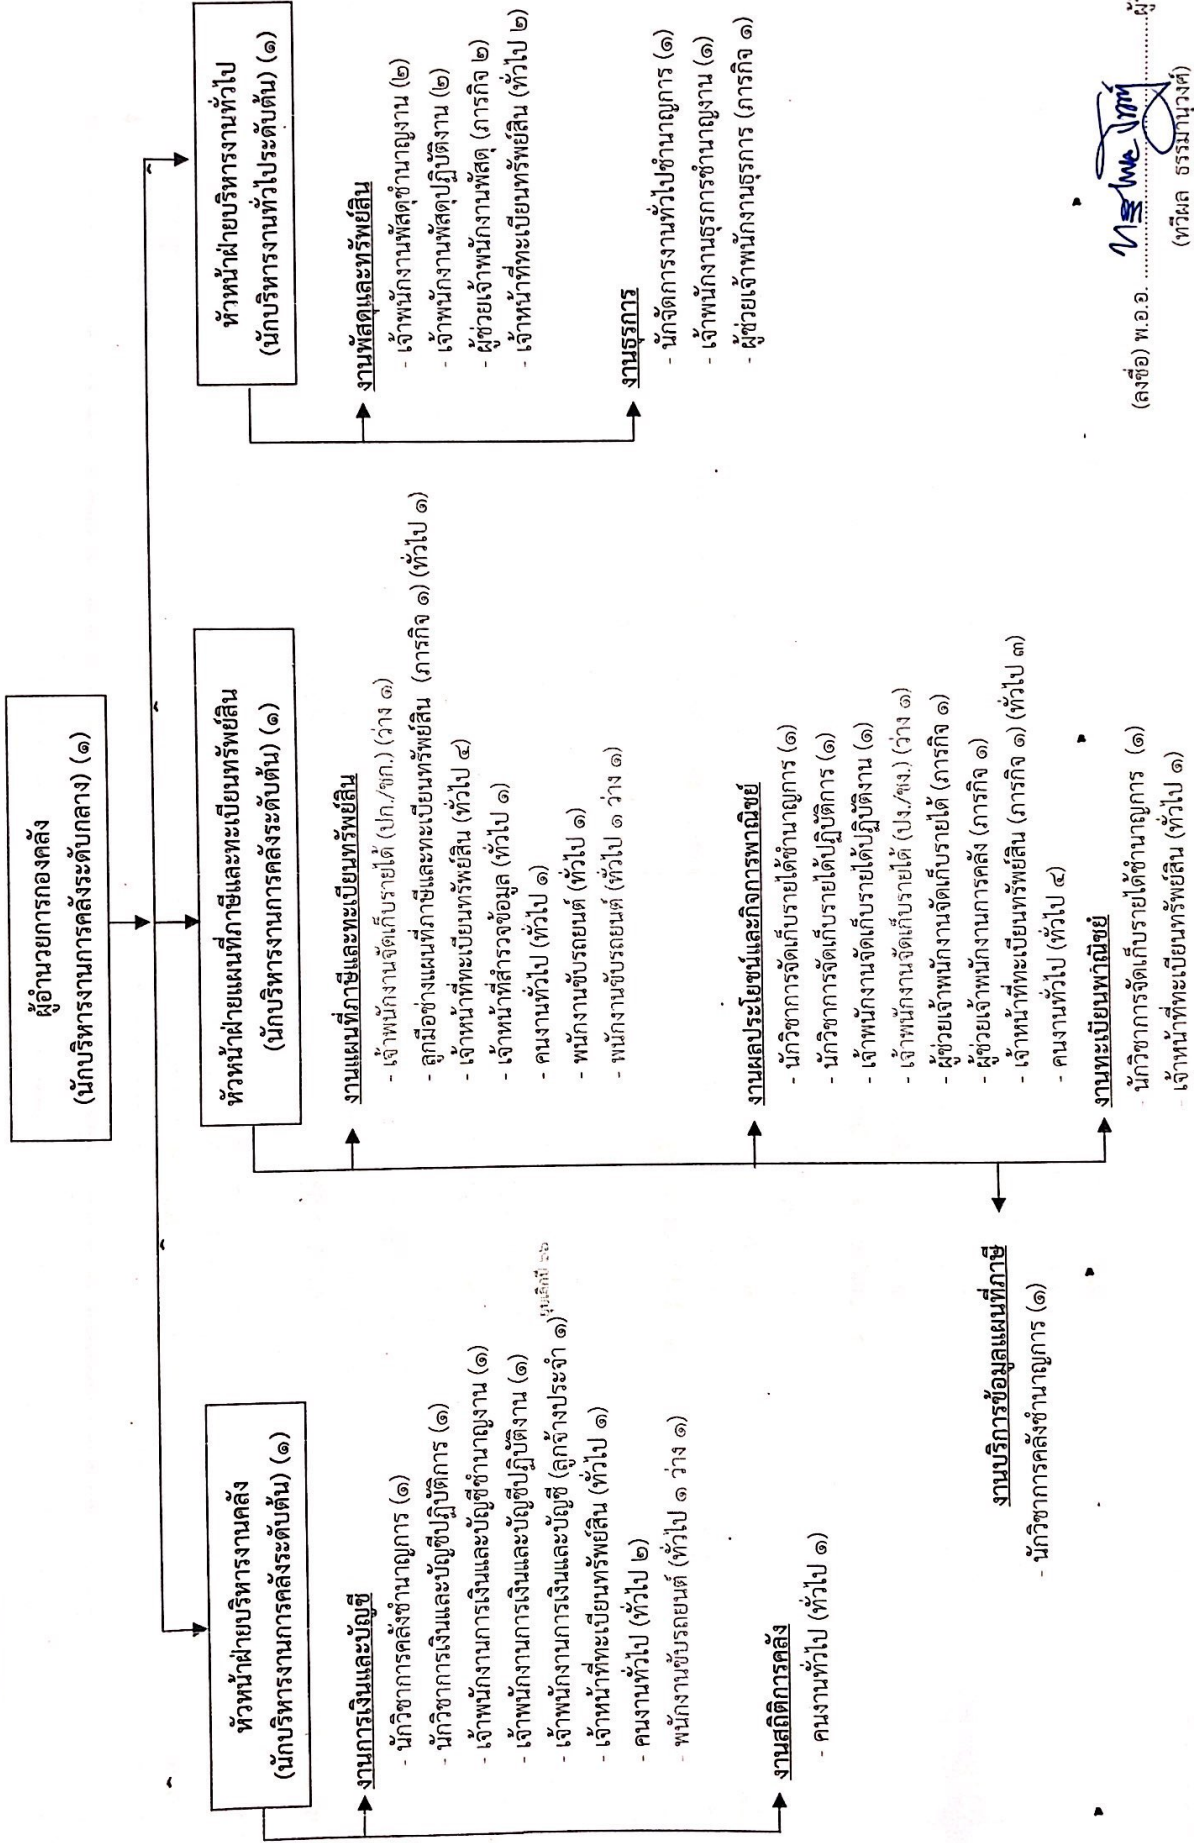 ผู้อำนวยการกองคลัง
(นักบริหารงานการคลังระดับกลาง) (๑)
หัวหน้าฝ่ายบริหารงานคลัง
(นักบริหารงานการคลังระดับต้น) (๑)
งานการเงินและบัญชี
- นักวิชาการคลังชำนาญการ (๑)
- นักวิชาการเงินและบัญชีปฏิบัติการ (๑)
- เจ้าพนักงานการเงินและบัญชีชำนาญงาน (๑)
- เจ้าพนักงานการเงินและบัญชีปฏิบัติงาน (๑)
- เจ้าพนักงานการเงินและบัญชี (ลูกจ้างประจำ ๑)
- เจ้าหน้าที่ทะเบียนทรัพย์สิน (ทั่วไป ๑)
- คนงานทั่วไป (ทั่วไป ๒)
- พนักงานขับรถยนต์ (ทั่วไป ๑ ว่าง ๑)
งานสถิติการคลัง
- คนงานทั่วไป (ทั่วไป ๑)
หัวหน้าฝ่ายแผนที่ภาษีและทะเบียนทรัพย์สิน
(นักบริหารงานการคลังระดับต้น) (๑)
งานแผนที่ภาษีและทะเบียนทรัพย์สิน
- เจ้าพนักงานจัดเก็บรายได้ (ปก./ชก.) (ว่าง ๑)
- ลูกมือช่างแผนที่ภาษีและทะเบียนทรัพย์สิน (ภารกิจ ๑) (ทั่วไป ๑)
- เจ้าหน้าที่ทะเบียนทรัพย์สิน (ทั่วไป ๔)
- เจ้าหน้าที่สำรวจข้อมูล (ทั่วไป ๑)
- คนงานทั่วไป (ทั่วไป ๑)
- พนักงานขับรถยนต์ (ทั่วไป ๑)
- พนักงานขับรถยนต์ (ทั่วไป ๑ ว่าง ๑)
งานผลประโยชน์และกิจการพาณิชย์
- นักวิชาการจัดเก็บรายได้ชำนาญการ (๑)
- นักวิชาการจัดเก็บรายได้ปฏิบัติการ (๑)
- เจ้าพนักงานจัดเก็บรายได้ปฏิบัติงาน (๑)
- เจ้าพนักงานจัดเก็บรายได้ (ปง./ชง.) (ว่าง ๑)
- ผู้ช่วยเจ้าพนักงานจัดเก็บรายได้ (ภารกิจ ๑)
- ผู้ช่วยเจ้าพนักงานการคลัง (ภารกิจ ๑)
- เจ้าหน้าที่ทะเบียนทรัพย์สิน (ภารกิจ ๑) (ทั่วไป ๓)
- คนงานทั่วไป (ทั่วไป ๔)
งานทะเบียนพาณิชย์
- นักวิชาการจัดเก็บรายได้ชำนาญการ (๑)
- เจ้าหน้าที่ทะเบียนทรัพย์สิน (ทั่วไป ๑)
งานบริการข้อมูลแผนที่ภาษี
- นักวิชาการคลังชำนาญการ (๑)
หัวหน้าฝ่ายบริหารงานทั่วไป
(นักบริหารงานทั่วไประดับต้น) (๑)
งานพัสดุและทรัพย์สิน
- เจ้าพนักงานพัสดุชำนาญงาน (๒)
- เจ้าพนักงานพัสดุปฏิบัติงาน (๒)
- ผู้ช่วยเจ้าพนักงานพัสดุ (ภารกิจ ๒)
- เจ้าหน้าที่ทะเบียนทรัพย์สิน (ทั่วไป ๒)
งานธุรการ
- นักจัดการงานทั่วไปชำนาญการ (๑)
- เจ้าพนักงานธุรการชำนาญงาน (๑)
- ผู้ช่วยเจ้าพนักงานธุรการ (ภารกิจ ๑)
(ลงชื่อ) พ.อ.อ.
(ทวีผล ธรรมานุวงศ์)